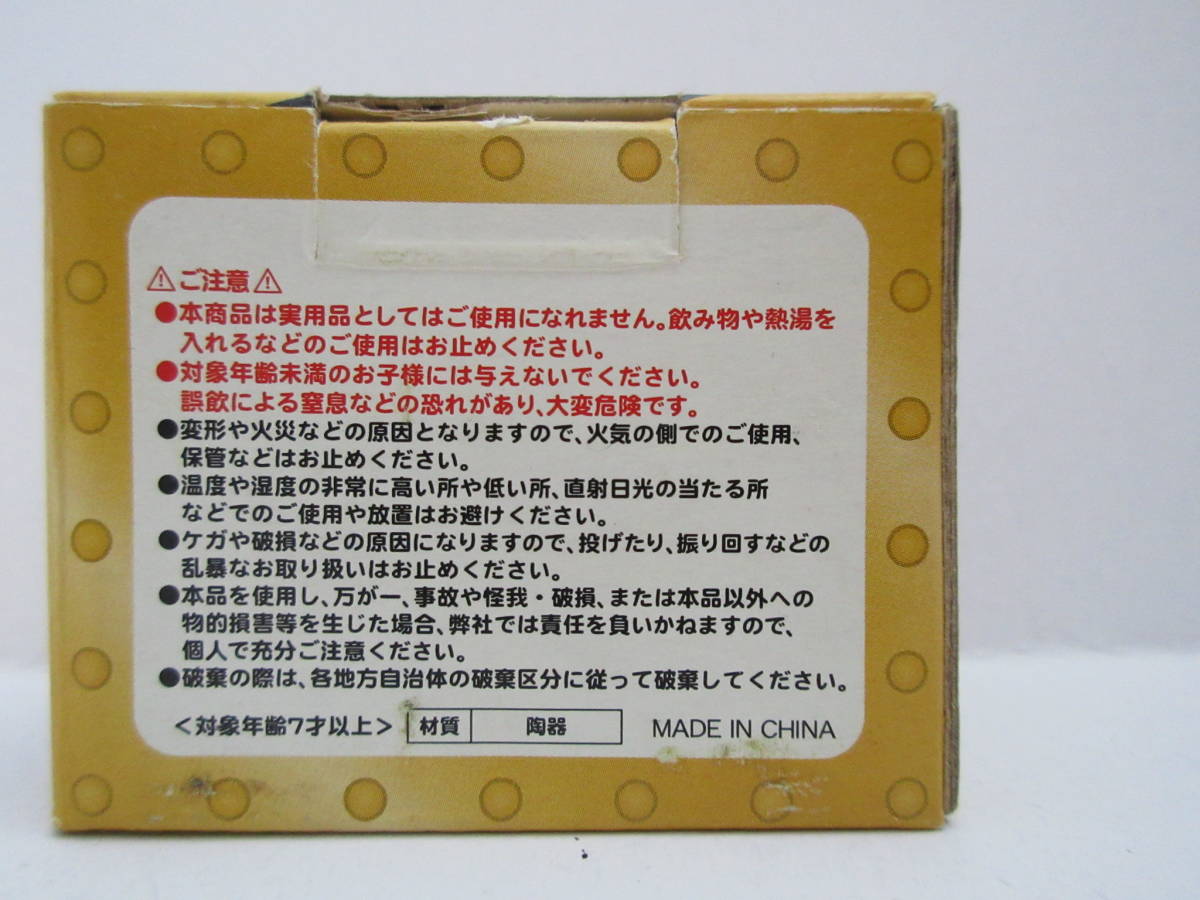 ⚠ご注意⚠
●本商品は実用品としてはご使用になれません。飲み物や熱湯を
入れるなどのご使用はお止めください。
●対象年齢未満のお子様には与えないでください。
誤飲による窒息などの恐れがあり、大変危険です。
●変形や火災などの原因となりますので、火気の側でのご使用、
保管などはお止めください。
●温度や湿度の非常に高い所や低い所、直射日光の当たる所
などでのご使用や放置はお避けください。
●ケガや破損などの原因になりますので、投げたり、振り回すなどの
乱暴なお取り扱いはお止めください。
●本品を使用し、万が一、事故や怪我・破損、または本品以外への
物的損害等を生じた場合、弊社では責任を負いかねますので、
個人で充分ご注意ください。
●破棄の際は、各地方自治体の破棄区分に従って破棄してください。
＜対象年齢7才以上＞ 材質 陶器 MADE IN CHINA